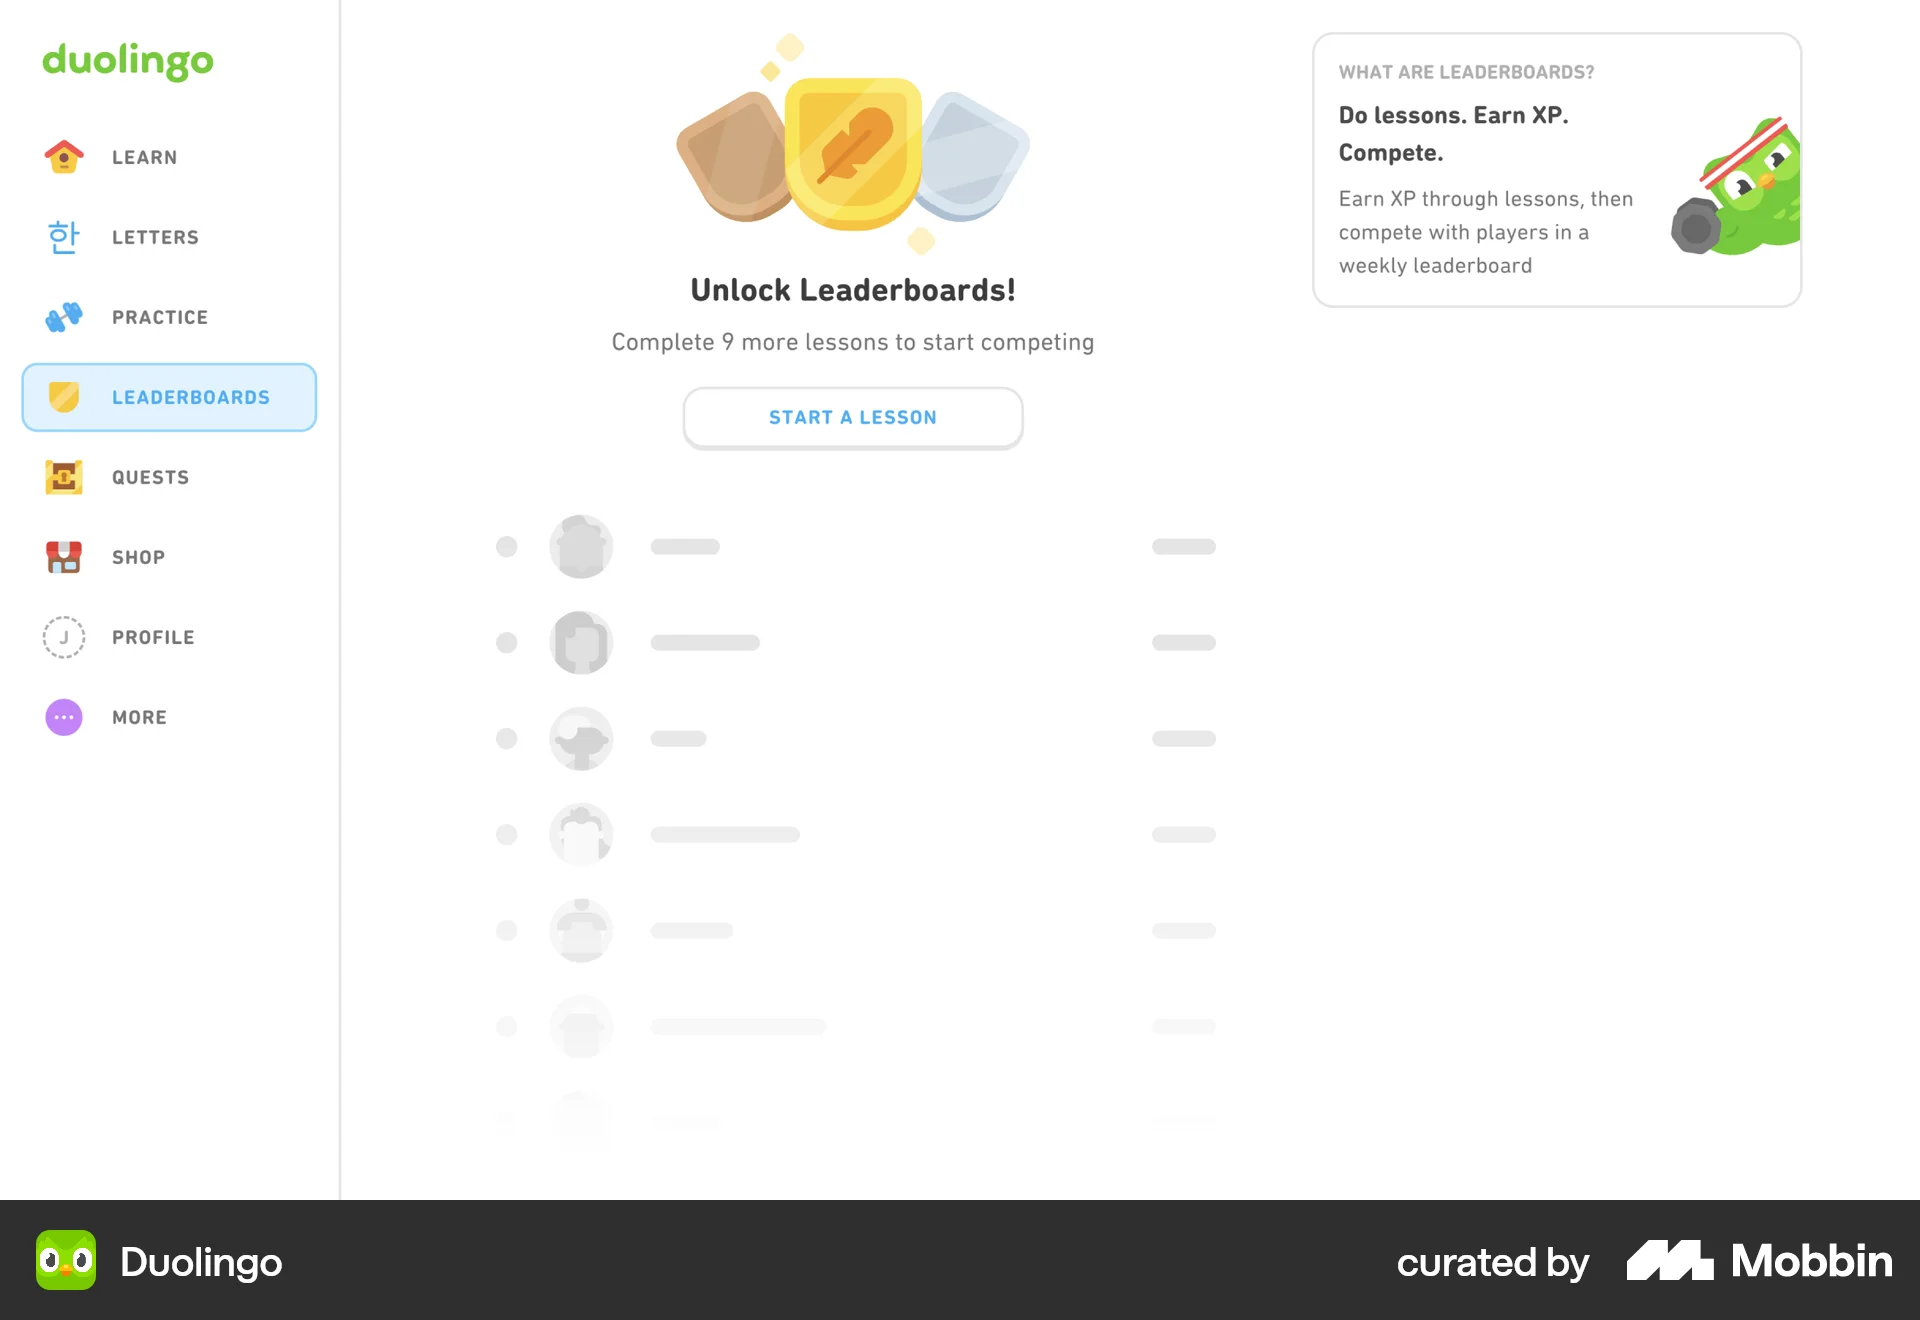 duolingo
LEARN
한
LETTERS
PRACTICE
LEADERBOARDS
QUESTS
SHOP
J
PROFILE
MORE
Unlock Leaderboards!
Complete 9 more lessons to start competing
START A LESSON
WHAT ARE LEADERBOARDS?
Do lessons. Earn XP.
Compete.
Earn XP through lessons, then
compete with players in a
weekly leaderboard
Duolingo
curated by
Mobbin